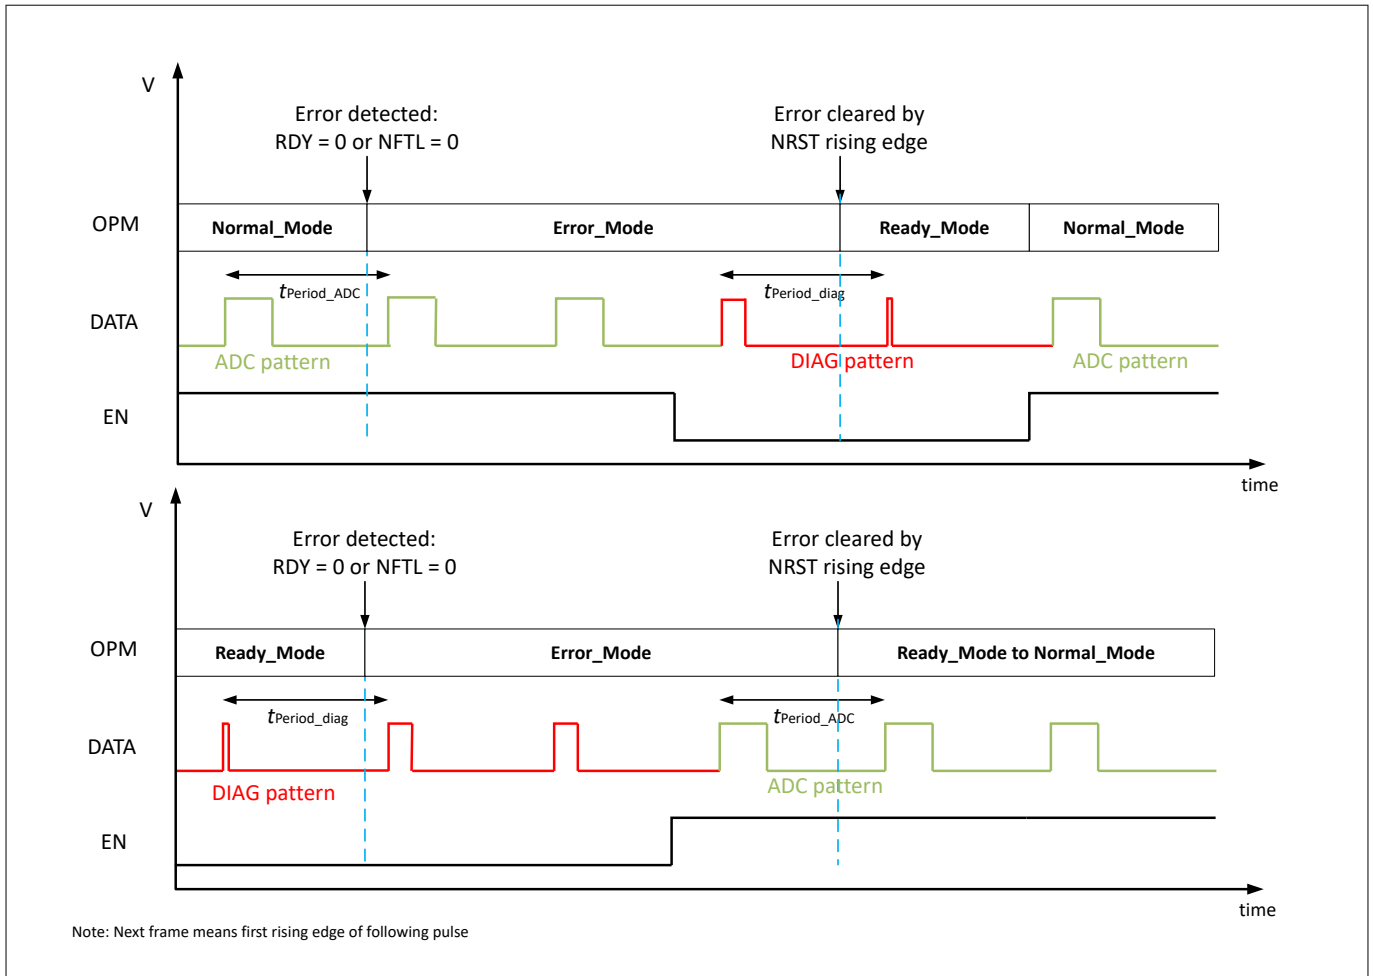 V
Error detected:
RDY = 0 or NFTL = 0
Error cleared by
NRST rising edge
OPM
Normal_Mode
Error_Mode
Ready_Mode
Normal_Mode
tPeriod_ADC
tPeriod_diag
DATA
ADC pattern
DIAG pattern
ADC pattern
EN
time
V
Error detected:
RDY = 0 or NFTL = 0
Error cleared by
NRST rising edge
OPM
Ready_Mode
Error_Mode
Ready_Mode to Normal_Mode
tPeriod_diag
tPeriod_ADC
DATA
DIAG pattern
ADC pattern
EN
time
Note: Next frame means first rising edge of following pulse